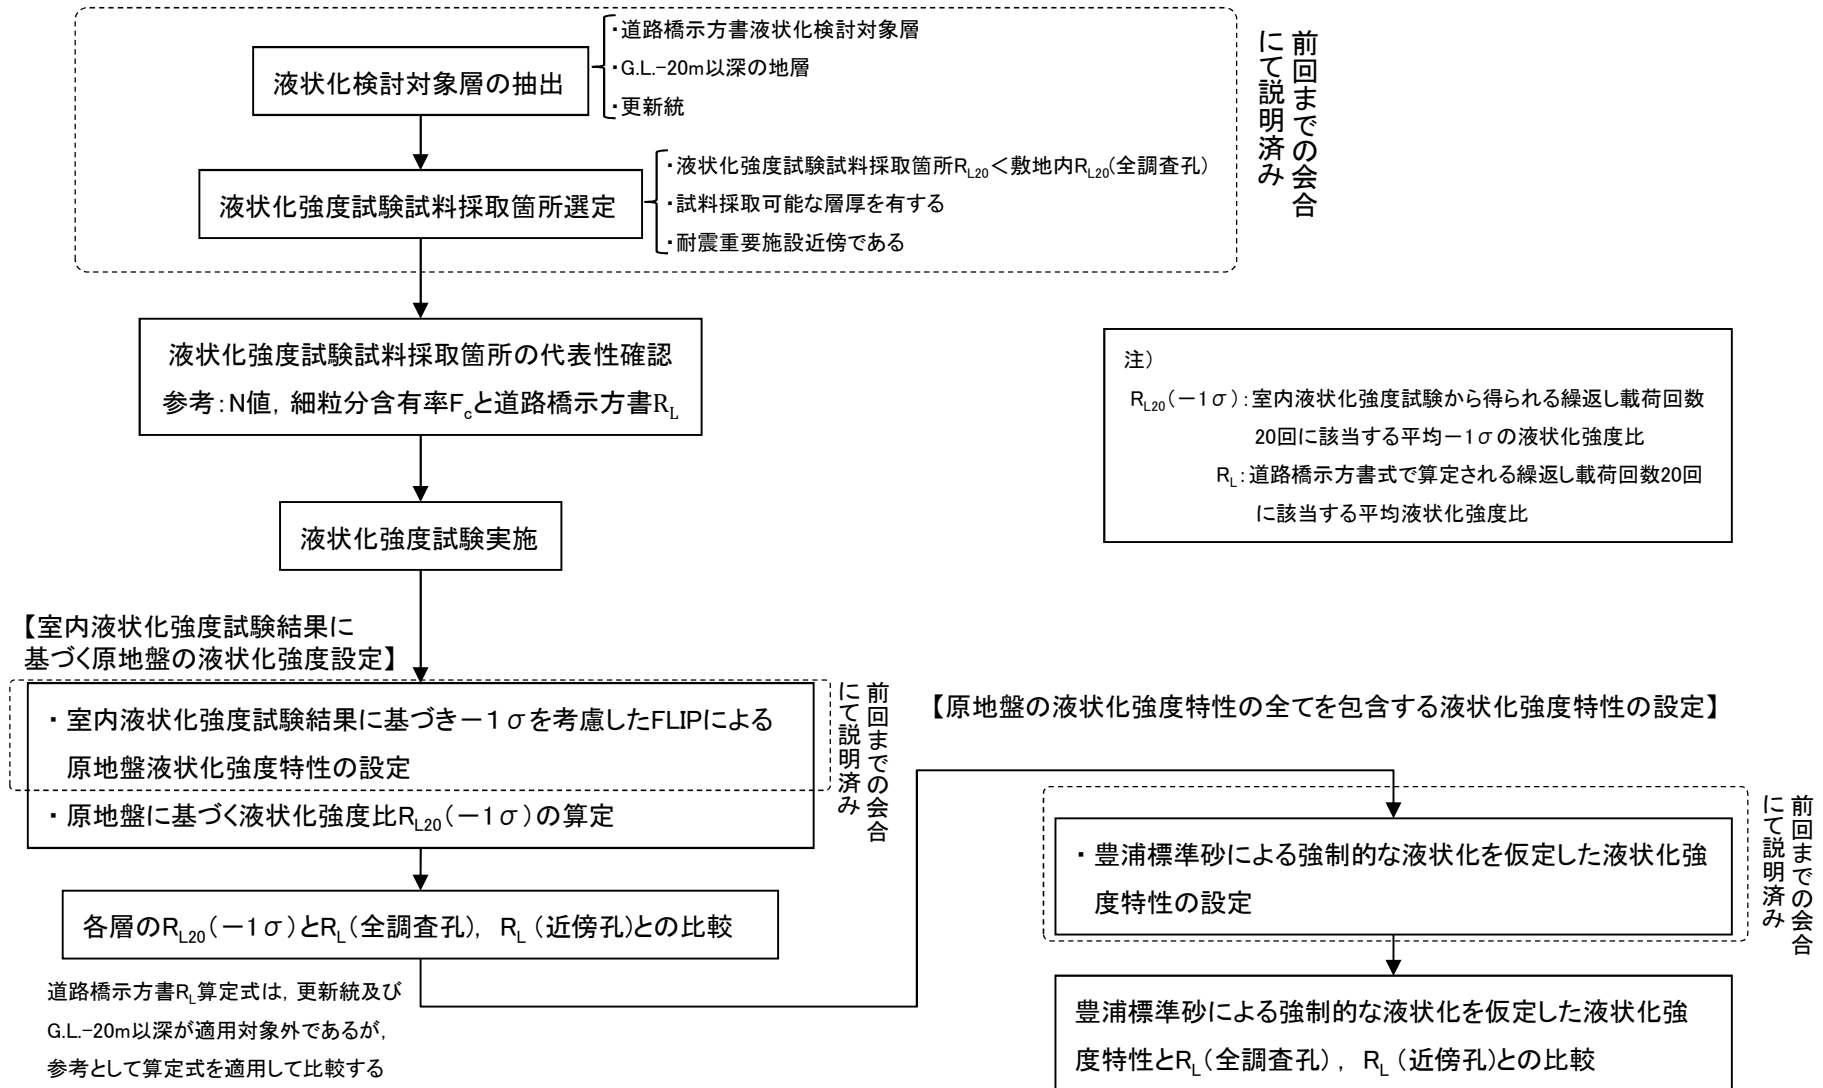 液状化検討対象層の抽出
・道路橋示方書液状化検討対象層
・G.L.-20m以深の地層
・更新統
前回までの会合
にて説明済み
液状化強度試験試料採取箇所選定
・液状化強度試験試料採取箇所RL20＜敷地内RL20(全調査孔)
・試料採取可能な層厚を有する
・耐震重要施設近傍である
液状化強度試験試料採取箇所の代表性確認
参考：N値，細粒分含有率Fcと道路橋示方書RL
注）
RL20(－1σ)：室内液状化強度試験から得られる繰返し載荷回数
20回に該当する平均－1σの液状化強度比
RL：道路橋示方書式で算定される繰返し載荷回数20回
に該当する平均液状化強度比
液状化強度試験実施
【室内液状化強度試験結果に
基づく原地盤の液状化強度設定】
・室内液状化強度試験結果に基づき－1σを考慮したFLIPによる
原地盤液状化強度特性の設定
・原地盤に基づく液状化強度比RL20(－1σ)の算定
前回までの会合
にて説明済み
各層のRL20(－1σ)とRL(全調査孔)，RL(近傍孔)との比較
道路橋示方書RL算定式は，更新統及び
G.L.-20m以深が適用対象外であるが，
参考として算定式を適用して比較する
【原地盤の液状化強度特性の全てを包含する液状化強度特性の設定】
・豊浦標準砂による強制的な液状化を仮定した液状化強
度特性の設定
前回までの会合
にて説明済み
豊浦標準砂による強制的な液状化を仮定した液状化強
度特性とRL(全調査孔)，RL(近傍孔)との比較